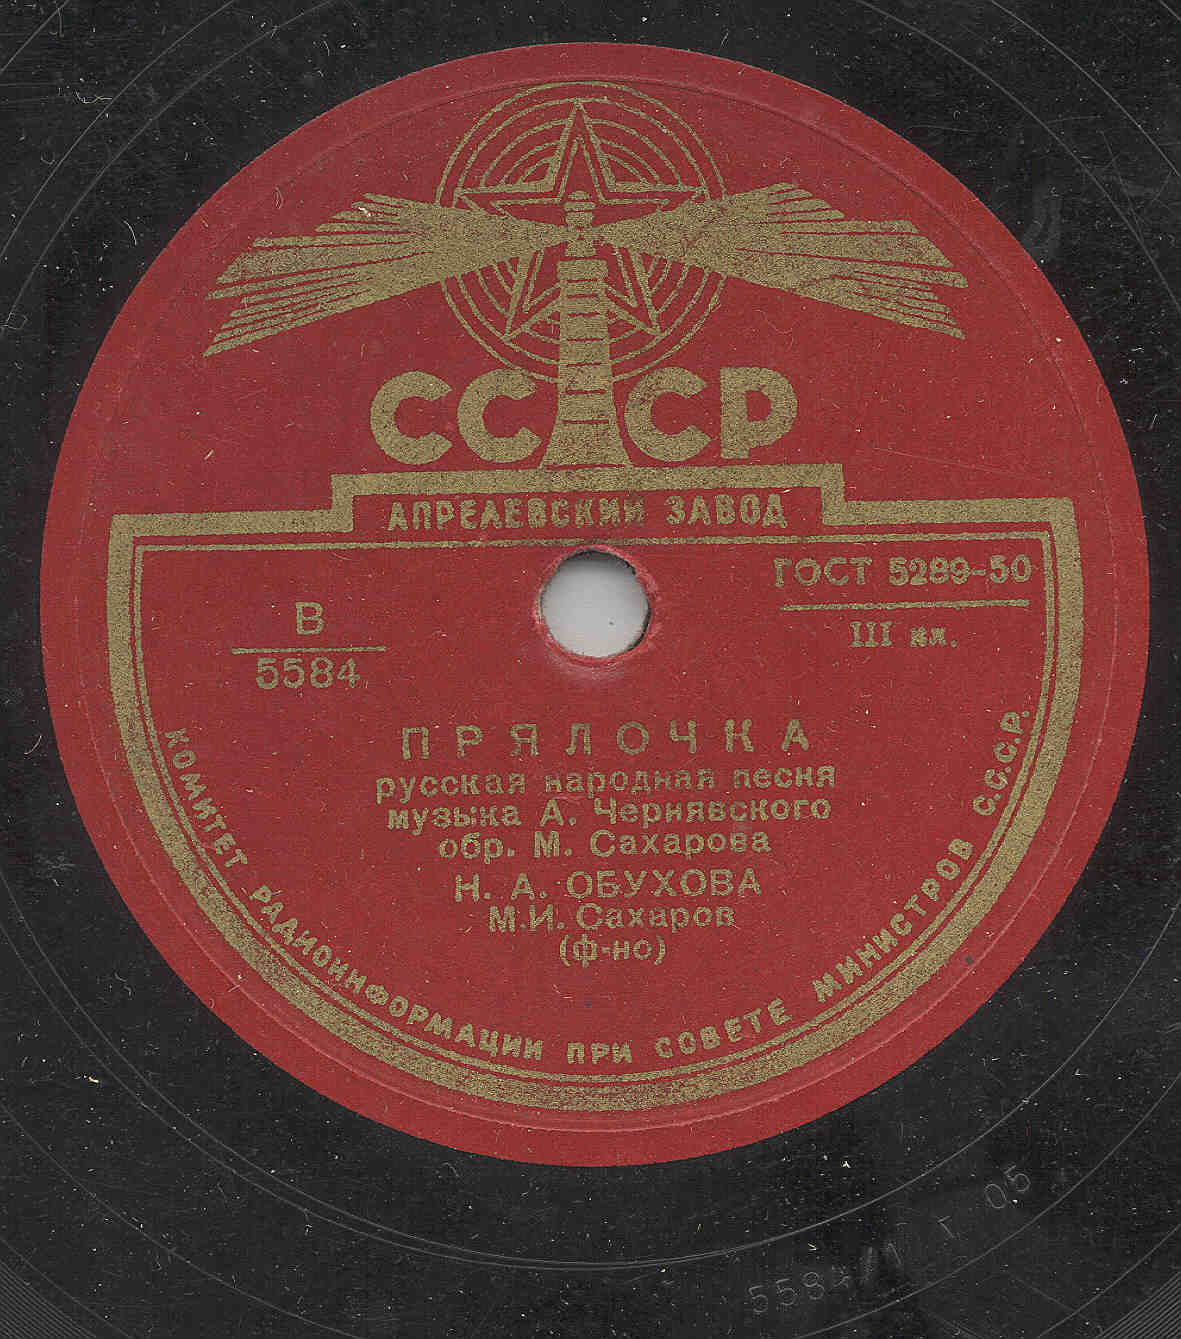 СССР
АПРЕЛЕВСКИЙ ЗАВОД
ГОСТ 5289-50
III кл.
В
5584
ПРЯЛОЧКА
русская народная песня
музыка А. Чернявского
обр. М. Сахарова
Н. А. ОБУХОВА
М.И. Сахаров
(ф-но)
КОМИТЕТ РАДИОИНФОРМАЦИИ ПРИ СОВЕТЕ МИНИСТРОВ С.С.С.Р.
5584